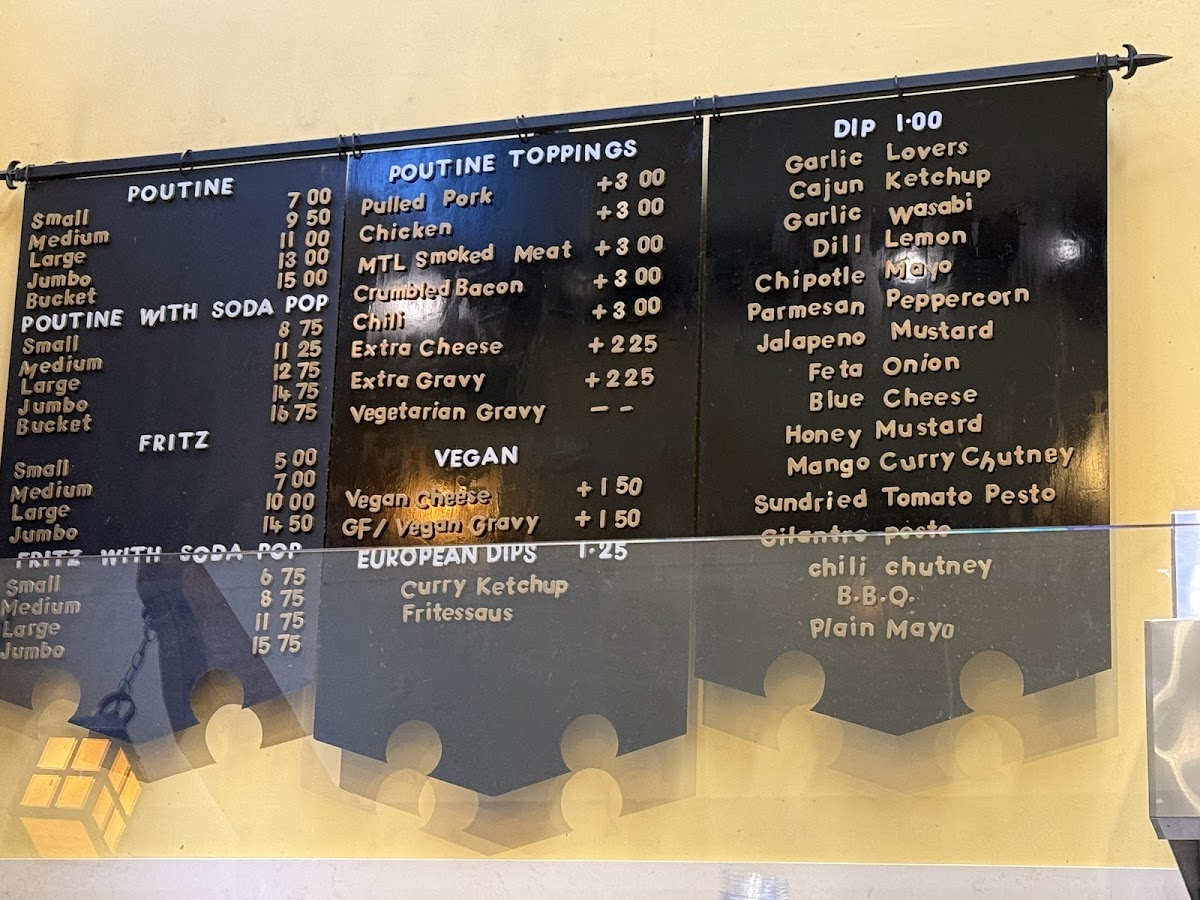 POUTINE
Small 7 00
Medium 9 50
Large 11 00
Jumbo 13 00
Bucket 15 00
POUTINE WITH SODA POP
Small 8 75
Medium 11 25
Large 12 75
Jumbo 14 75
Bucket 16 75
FRITZ
Small 5 00
Medium 7 00
Large 10 00
Jumbo 14 50
FRITZ WITH SODA POP
Small 6 75
Medium 8 75
Large 11 75
Jumbo 15 75
POUTINE TOPPINGS
Pulled Pork +3 00
Chicken +3 00
MTL Smoked Meat +3 00
Crumbled Bacon +3 00
Chili +3 00
Extra Cheese +2 25
Extra Gravy +2 25
Vegetarian Gravy – –
VEGAN
Vegan Cheese +1 50
GF/Vegan Gravy +1 50
EUROPEAN DIPS 1.25
Curry Ketchup
Fritessaus
DIP 1.00
Garlic Lovers
Cajun Ketchup
Garlic Wasabi
Dill Lemon
Chipotle Mayo
Parmesan Peppercorn
Jalapeno Mustard
Feta Onion
Blue Cheese
Honey Mustard
Mango Curry Chutney
Sundried Tomato Pesto
Cilantro pesto
chili chutney
B.B.Q.
Plain Mayo